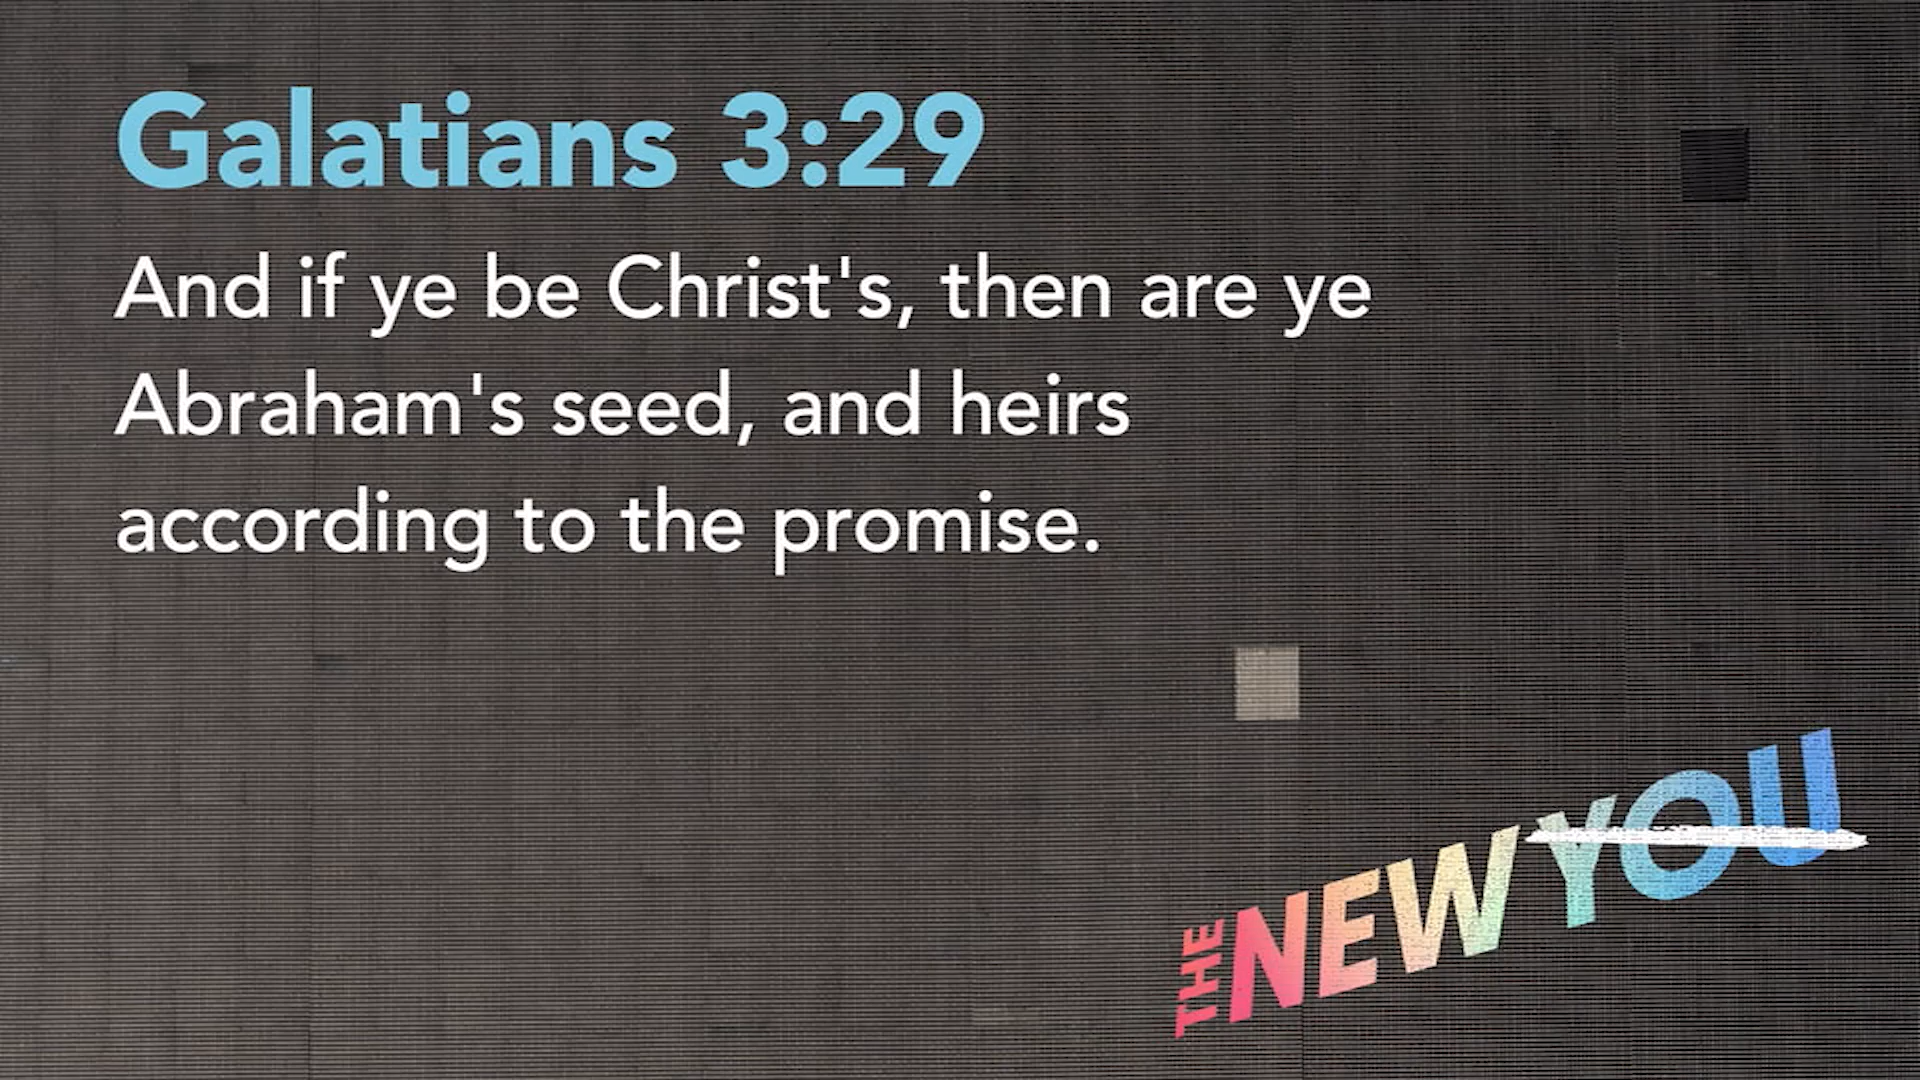 Galatians 3:29
And if ye be Christ's, then are ye
Abraham's seed, and heirs
according to the promise.
THE NEW YOU